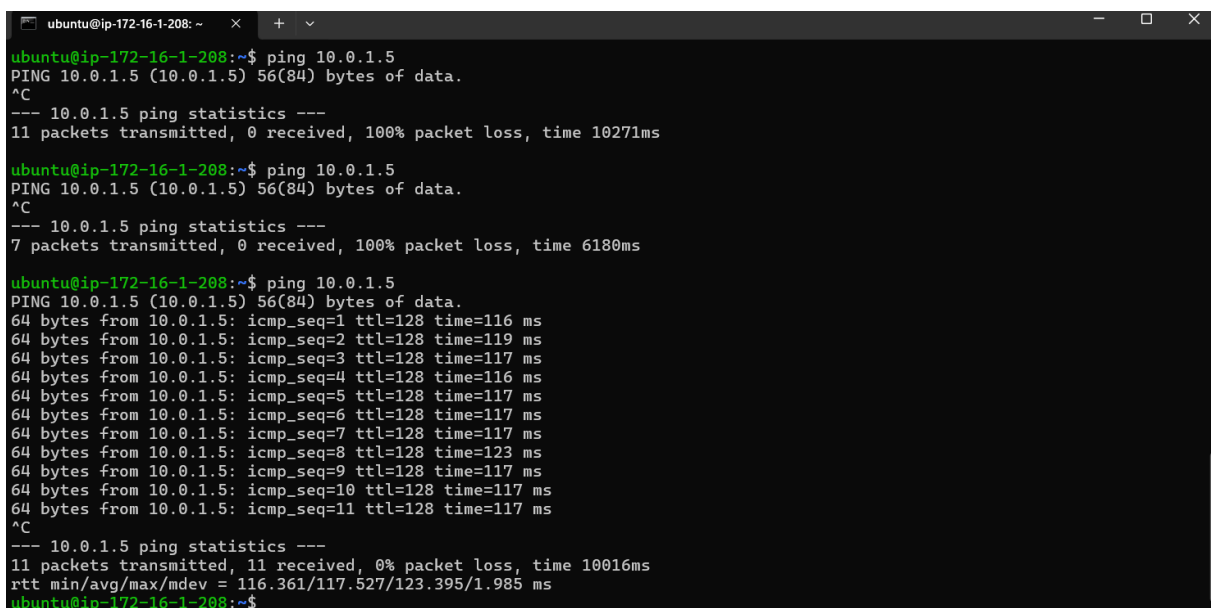 ubuntu@ip-172-16-1-208: ~
ubuntu@ip-172-16-1-208:~$ ping 10.0.1.5
PING 10.0.1.5 (10.0.1.5) 56(84) bytes of data.
^C
--- 10.0.1.5 ping statistics ---
11 packets transmitted, 0 received, 100% packet loss, time 10271ms
ubuntu@ip-172-16-1-208:~$ ping 10.0.1.5
PING 10.0.1.5 (10.0.1.5) 56(84) bytes of data.
^C
--- 10.0.1.5 ping statistics ---
7 packets transmitted, 0 received, 100% packet loss, time 6180ms
ubuntu@ip-172-16-1-208:~$ ping 10.0.1.5
PING 10.0.1.5 (10.0.1.5) 56(84) bytes of data.
64 bytes from 10.0.1.5: icmp_seq=1 ttl=128 time=116 ms
64 bytes from 10.0.1.5: icmp_seq=2 ttl=128 time=119 ms
64 bytes from 10.0.1.5: icmp_seq=3 ttl=128 time=117 ms
64 bytes from 10.0.1.5: icmp_seq=4 ttl=128 time=116 ms
64 bytes from 10.0.1.5: icmp_seq=5 ttl=128 time=117 ms
64 bytes from 10.0.1.5: icmp_seq=6 ttl=128 time=117 ms
64 bytes from 10.0.1.5: icmp_seq=7 ttl=128 time=117 ms
64 bytes from 10.0.1.5: icmp_seq=8 ttl=128 time=123 ms
64 bytes from 10.0.1.5: icmp_seq=9 ttl=128 time=117 ms
64 bytes from 10.0.1.5: icmp_seq=10 ttl=128 time=117 ms
64 bytes from 10.0.1.5: icmp_seq=11 ttl=128 time=117 ms
^C
--- 10.0.1.5 ping statistics ---
11 packets transmitted, 11 received, 0% packet loss, time 10016ms
rtt min/avg/max/mdev = 116.361/117.527/123.395/1.985 ms
ubuntu@ip-172-16-1-208:~$